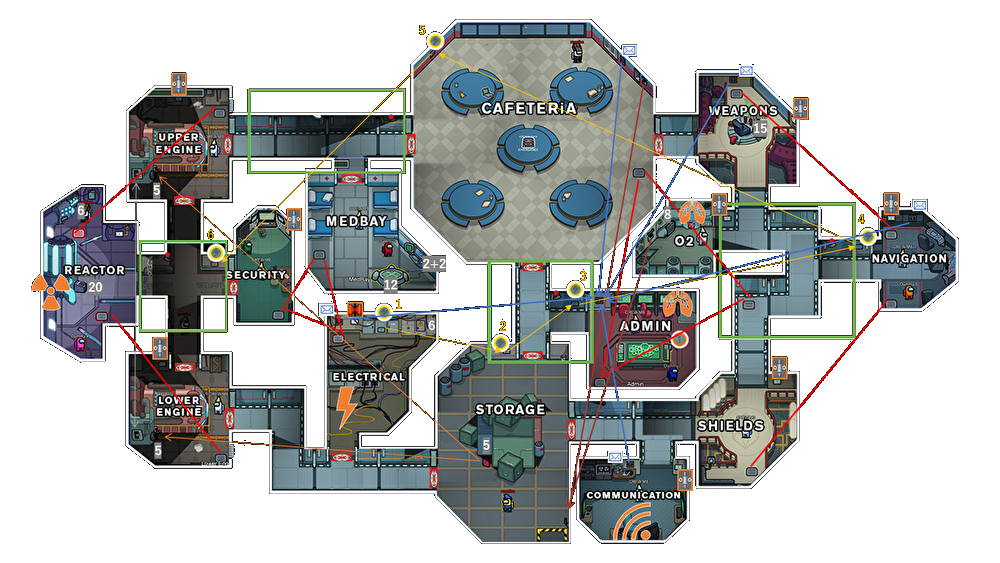 5
CAFETERIA
WEAPONS
15
UPPER
ENGINE
5
6
REACTOR
20
6
SECURITY
MEDBAY
2+2
12
8
O2
4
NAVIGATION
1
6
2
3
ADMIN
Admin
ELECTRICAL
LOWER
ENGINE
5
STORAGE
5
SHIELDS
COMMUNICATION